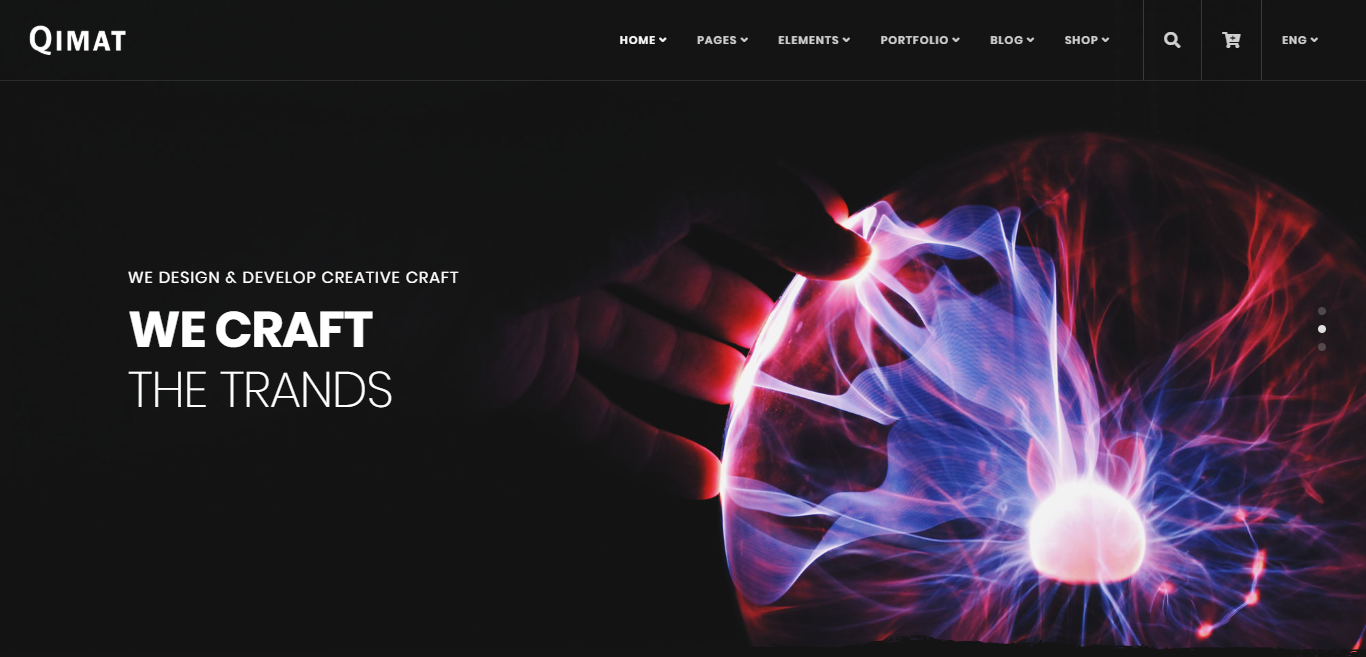 QIMAT
HOME PAGES ELEMENTS PORTFOLIO BLOG SHOP ENG
WE DESIGN & DEVELOP CREATIVE CRAFT
WE CRAFT
THE TRANDS